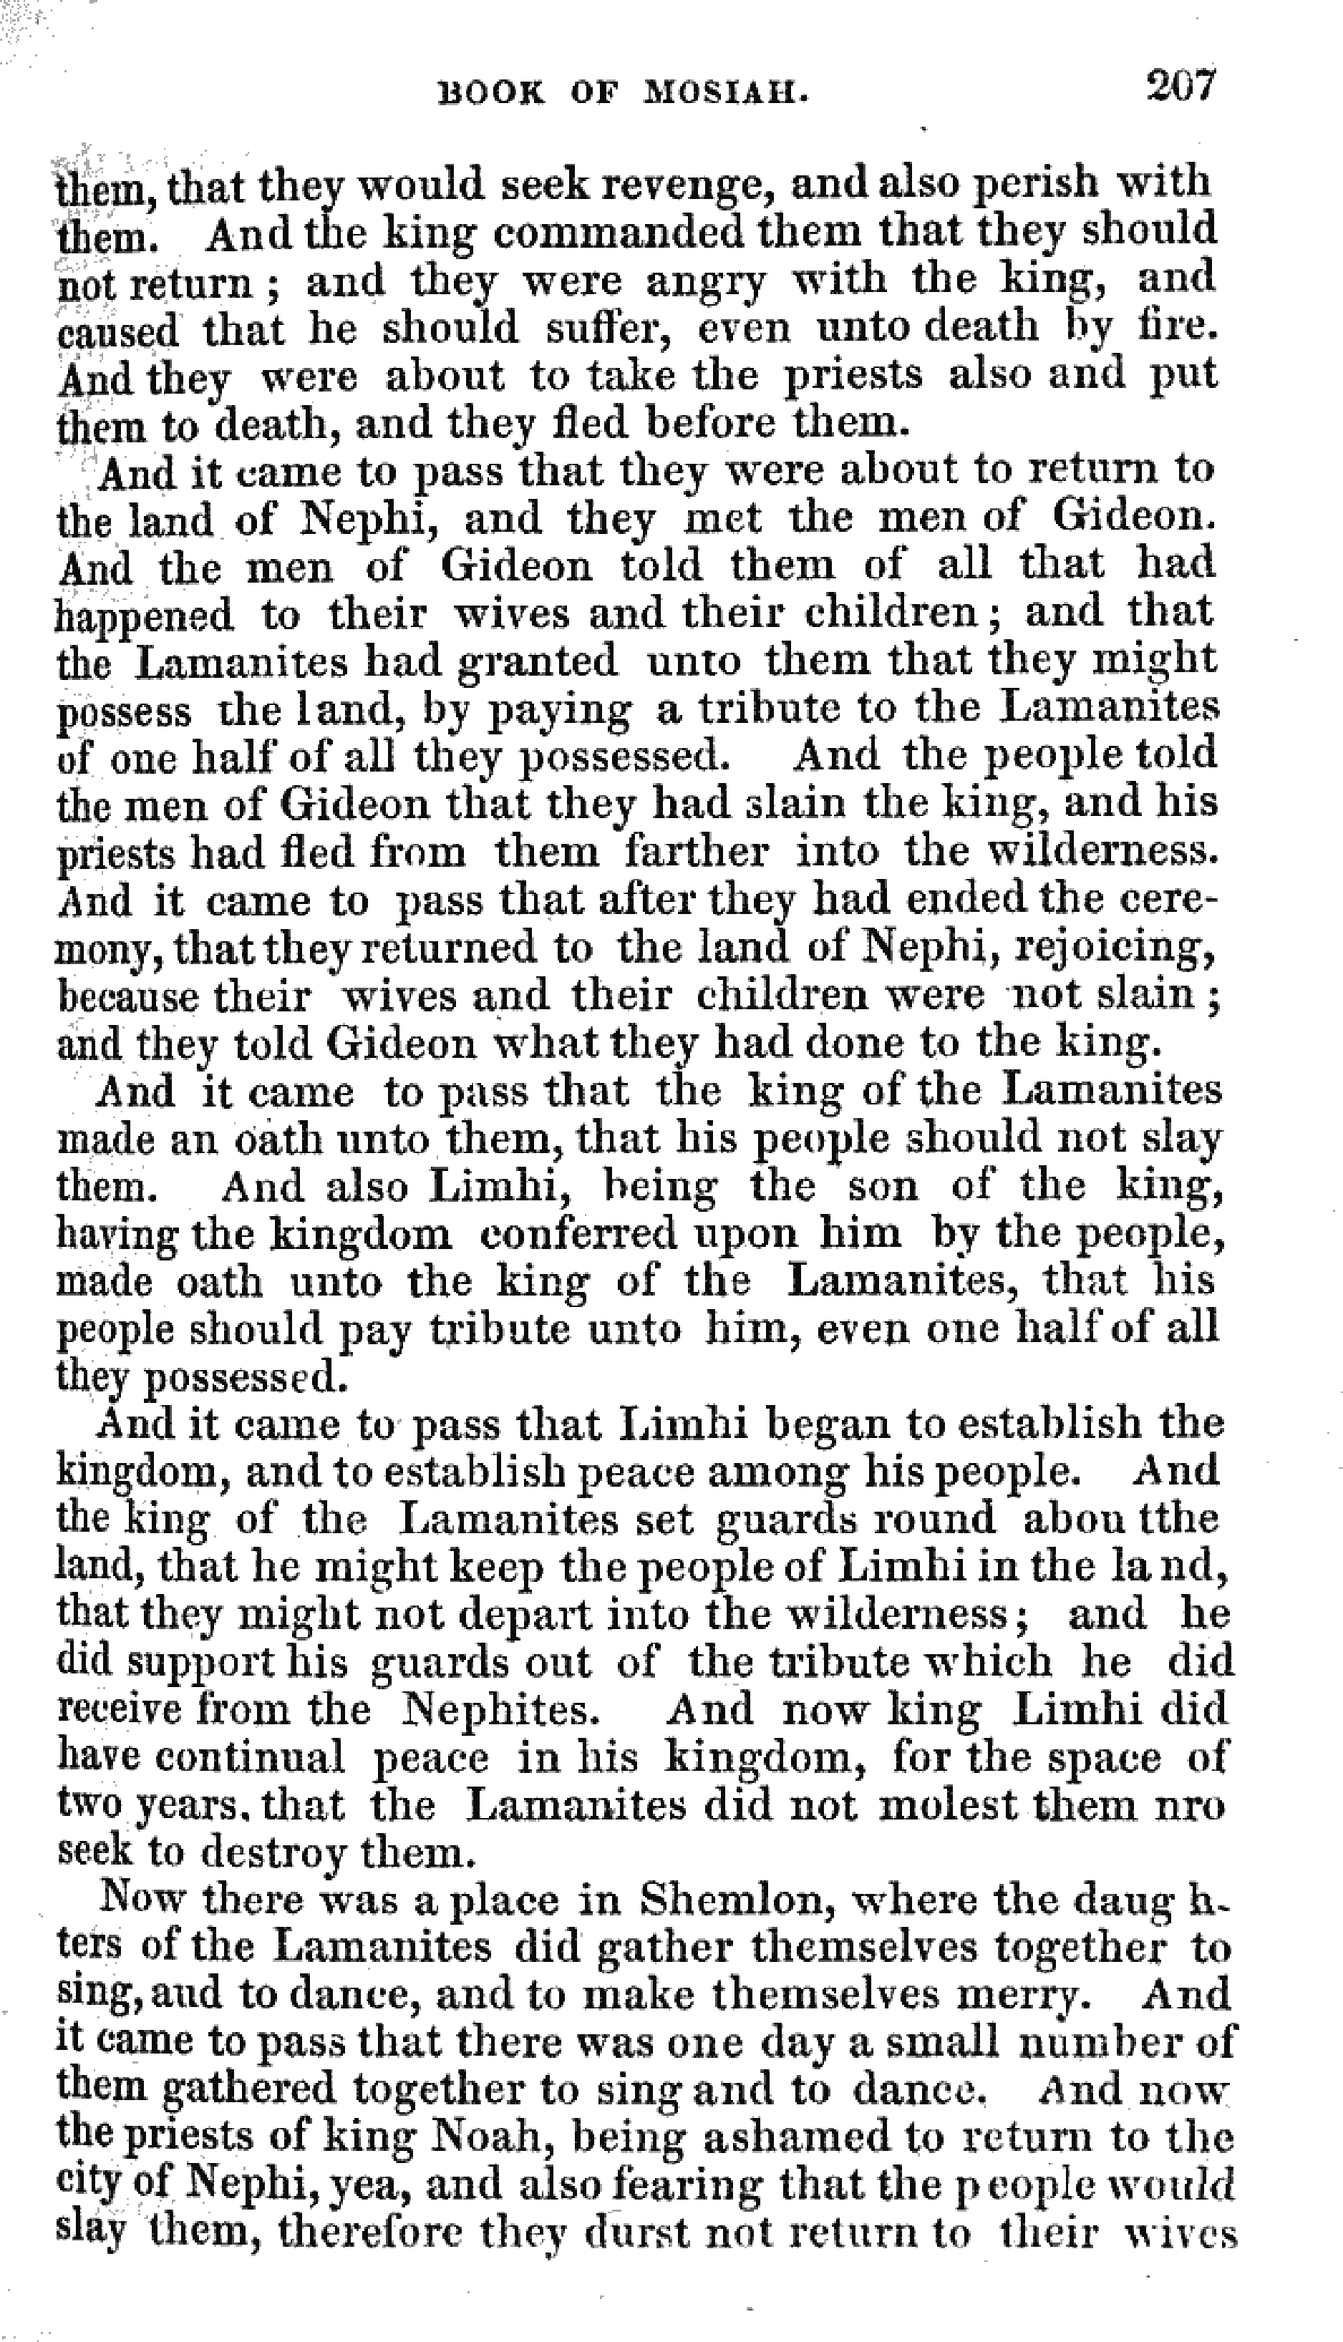 BOOK OF MOSIAH. 207
them, that they would seek revenge, and also perish with
them. And the king commanded them that they should
not return ; and they were angry with the king, and
caused that he should suffer, even unto death by fire.
And they were about to take the priests also and put
them to death, and they fled before them.
And it came to pass that they were about to return to
the land of Nephi, and they met the men of Gideon.
And the men of Gideon told them of all that had
happened to their wives and their children ; and that
the Lamanites had granted unto them that they might
possess the land, by paying a tribute to the Lamanites
of one half of all they possessed. And the people told
the men of Gideon that they had slain the king, and his
priests had fled from them farther into the wilderness.
And it came to pass that after they had ended the cere-
mony, that they returned to the land of Nephi, rejoicing,
because their wives and their children were not slain ;
and they told Gideon what they had done to the king.
And it came to pass that the king of the Lamanites
made an oath unto them, that his people should not slay
them. And also Limhi, being the son of the king,
having the kingdom conferred upon him by the people,
made oath unto the king of the Lamanites, that his
people should pay tribute unto him, even one half of all
they possessed.
And it came to pass that Limhi began to establish the
kingdom, and to establish peace among his people. And
the king of the Lamanites set guards round abou tthe
land, that he might keep the people of Limhi in the la nd,
that they might not depart into the wilderness ; and he
did support his guards out of the tribute which he did
receive from the Nephites. And now king Limhi did
have continual peace in his kingdom, for the space of
two years, that the Lamanites did not molest them nro
seek to destroy them.
Now there was a place in Shemlon, where the daug h-
ters of the Lamanites did gather themselves together to
sing, aud to dance, and to make themselves merry. And
it came to pass that there was one day a small number of
them gathered together to sing and to dance. And now
the priests of king Noah, being ashamed to return to the
city of Nephi, yea, and also fearing that the people would
slay them, therefore they durst not return to their wives